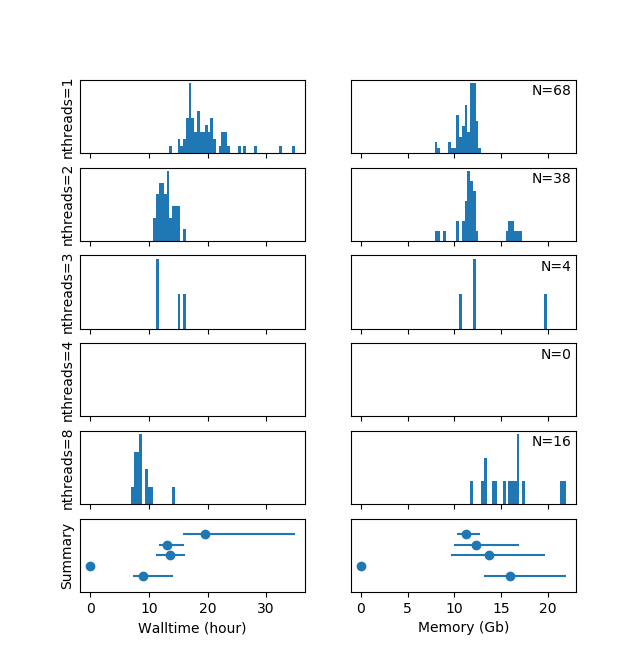 nthreads=1
N=68
nthreads=2
N=38
nthreads=3
N=4
nthreads=4
N=0
nthreads=8
N=16
Summary
0 10 20 30
0 5 10 15 20
Walltime (hour)
Memory (Gb)